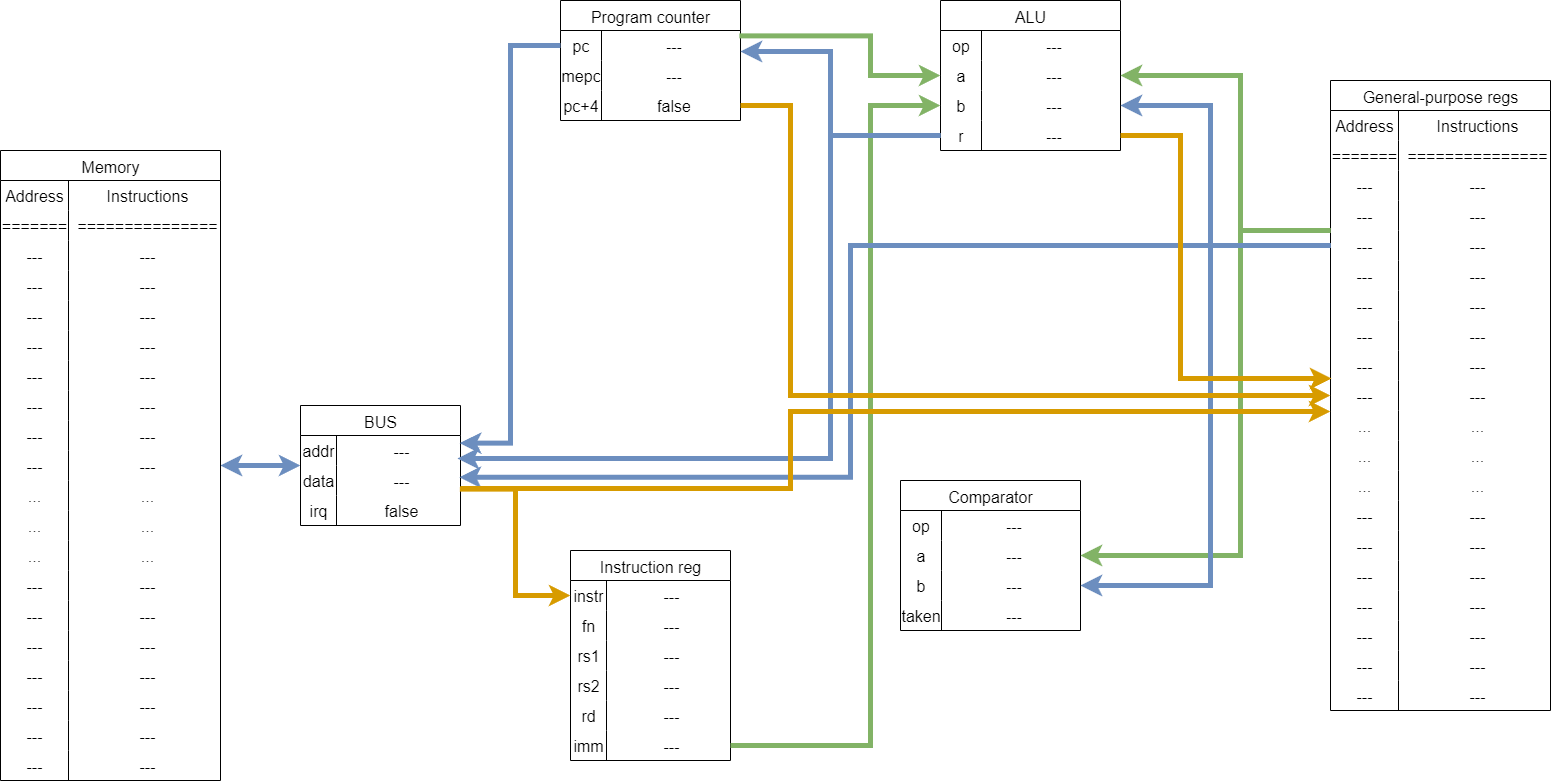 Program counter
pc ---
mepc ---
pc+4 false
ALU
op ---
a ---
b ---
r ---
General-purpose regs
Address Instructions
======= ==============
--- ---
--- ---
--- ---
--- ---
--- ---
--- ---
--- ---
--- ---
... ...
... ...
... ...
--- ---
--- ---
--- ---
--- ---
--- ---
--- ---
--- ---
Memory
Address Instructions
======= ==============
--- ---
--- ---
--- ---
--- ---
--- ---
--- ---
--- ---
--- ---
... ...
... ...
... ...
--- ---
--- ---
--- ---
--- ---
--- ---
--- ---
--- ---
BUS
addr ---
data ---
irq false
Comparator
op ---
a ---
b ---
taken ---
Instruction reg
instr ---
fn ---
rs1 ---
rs2 ---
rd ---
imm ---